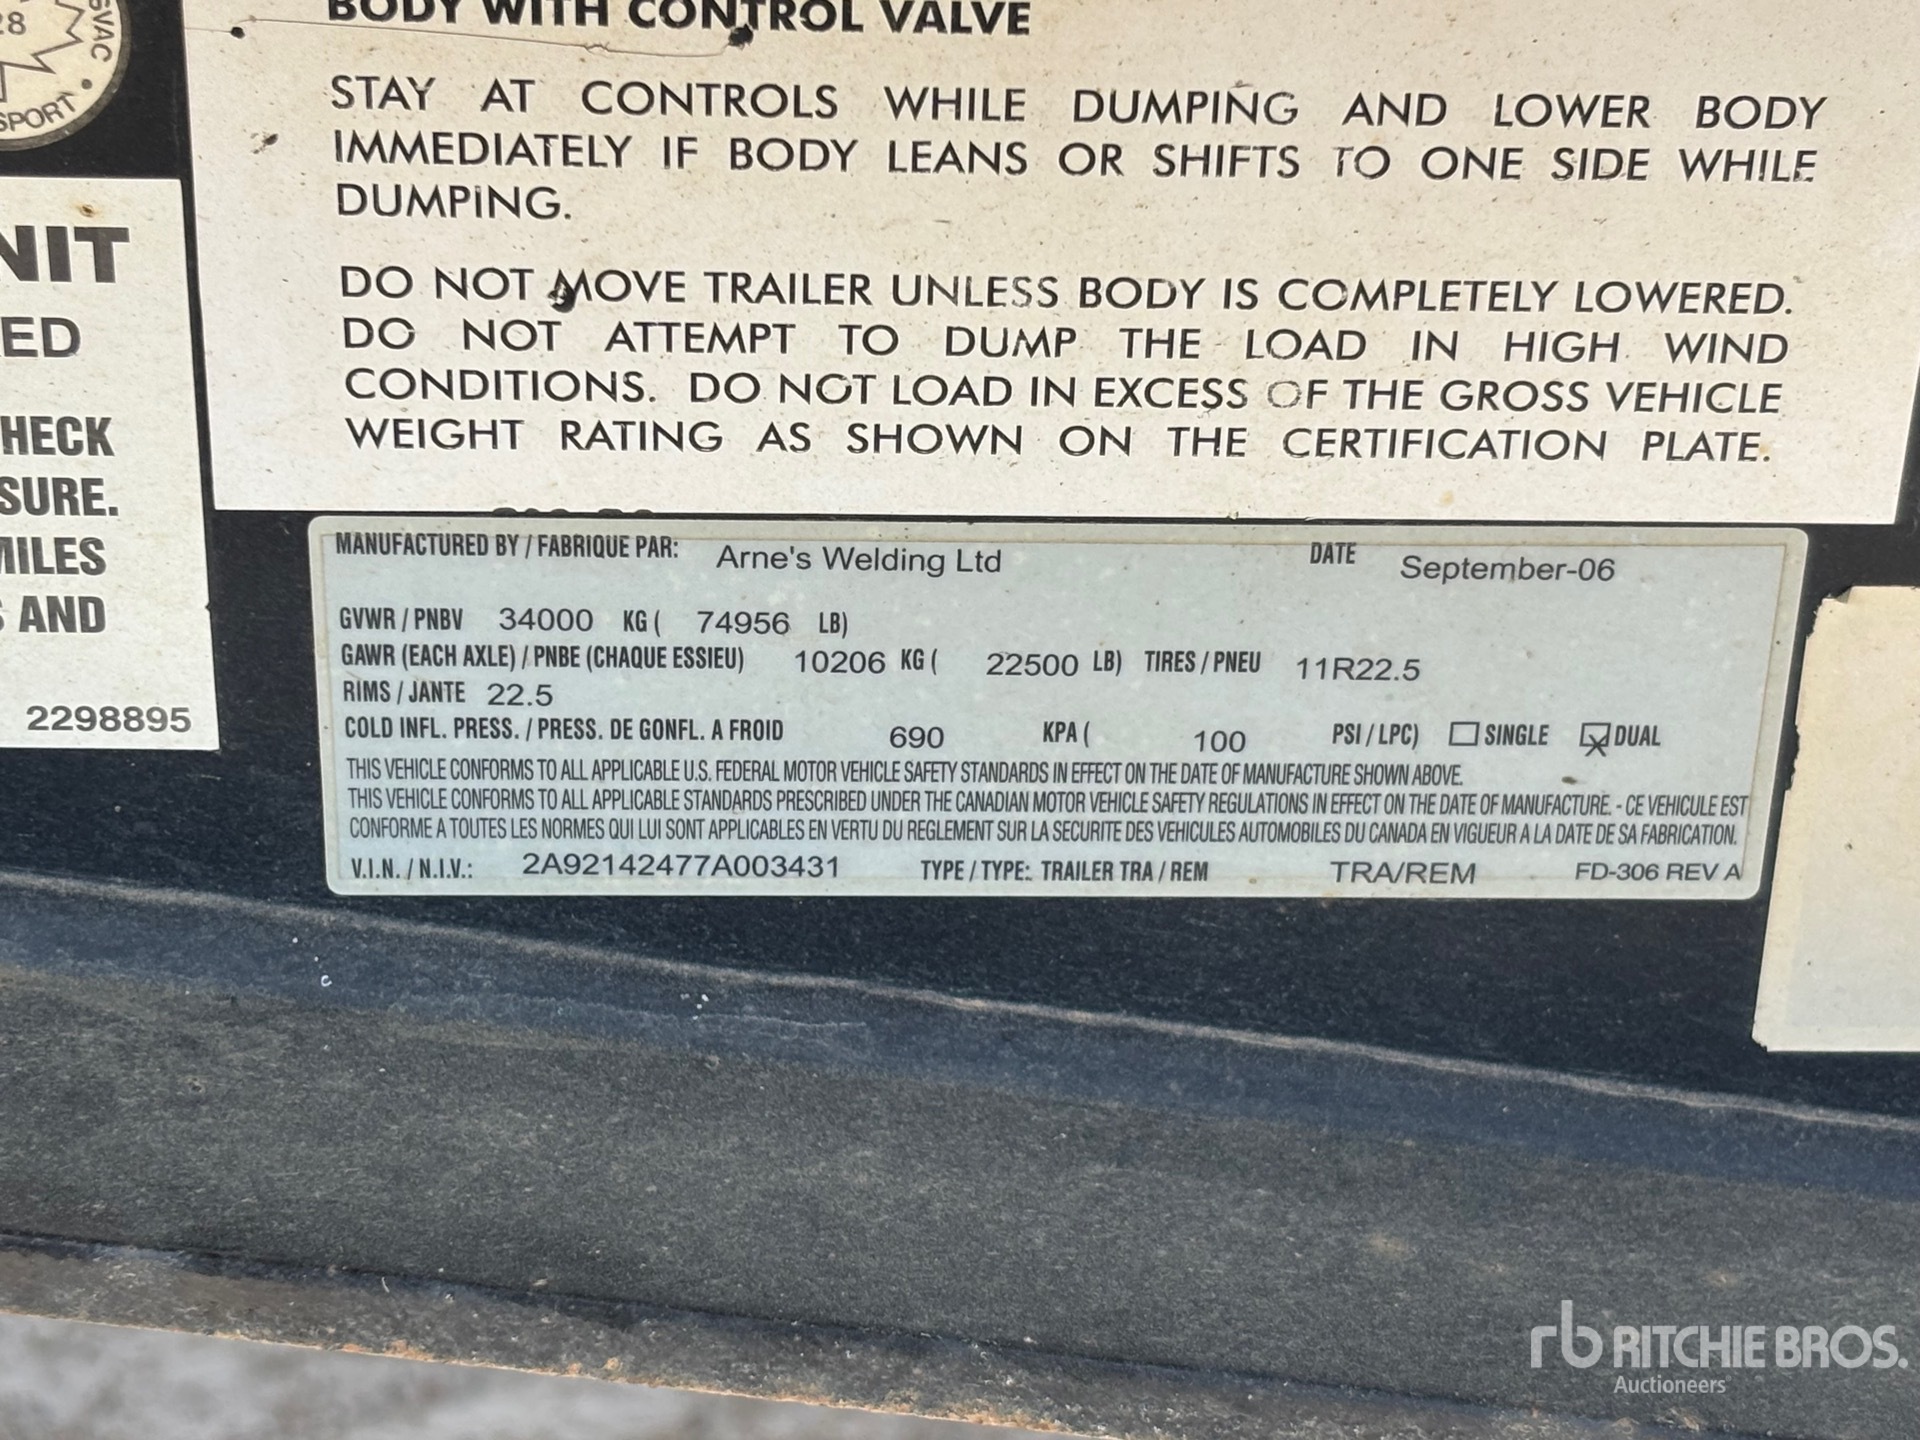 28
SVAC
SPORT
BODY WITH CONTROL VALVE
STAY AT CONTROLS WHILE DUMPING AND LOWER BODY
IMMEDIATELY IF BODY LEANS OR SHIFTS TO ONE SIDE WHILE
DUMPING.
DO NOT MOVE TRAILER UNLESS BODY IS COMPLETELY LOWERED.
DO NOT ATTEMPT TO DUMP THE LOAD IN HIGH WIND
CONDITIONS. DO NOT LOAD IN EXCESS OF THE GROSS VEHICLE
WEIGHT RATING AS SHOWN ON THE CERTIFICATION PLATE.
NIT
ED
HECK
SURE.
MILES
S AND
2298895
MANUFACTURED BY / FABRIQUE PAR: Arne's Welding Ltd DATE September-06
GVWR / PNBV 34000 KG ( 74956 LB)
GAWR (EACH AXLE) / PNBE (CHAQUE ESSIEU) 10206 KG ( 22500 LB) TIRES / PNEU 11R22.5
RIMS / JANTE 22.5
COLD INFL. PRESS. / PRESS. DE GONFL. A FROID 690 KPA ( 100 PSI / LPC) SINGLE DUAL
THIS VEHICLE CONFORMS TO ALL APPLICABLE U.S. FEDERAL MOTOR VEHICLE SAFETY STANDARDS IN EFFECT ON THE DATE OF MANUFACTURE SHOWN ABOVE.
THIS VEHICLE CONFORMS TO ALL APPLICABLE STANDARDS PRESCRIBED UNDER THE CANADIAN MOTOR VEHICLE SAFETY REGULATIONS IN EFFECT ON THE DATE OF MANUFACTURE. - CE VEHICULE EST
CONFORME A TOUTES LES NORMES QUI LUI SONT APPLICABLES EN VERTU DU REGLEMENT SUR LA SECURITE DES VEHICULES AUTOMOBILES DU CANADA EN VIGUEUR A LA DATE DE SA FABRICATION.
V.I.N. / N.I.V.: 2A92142477A003431 TYPE / TYPE: TRAILER TRA / REM TRA/REM FD-306 REV A
rb RITCHIE BROS.
Auctioneers